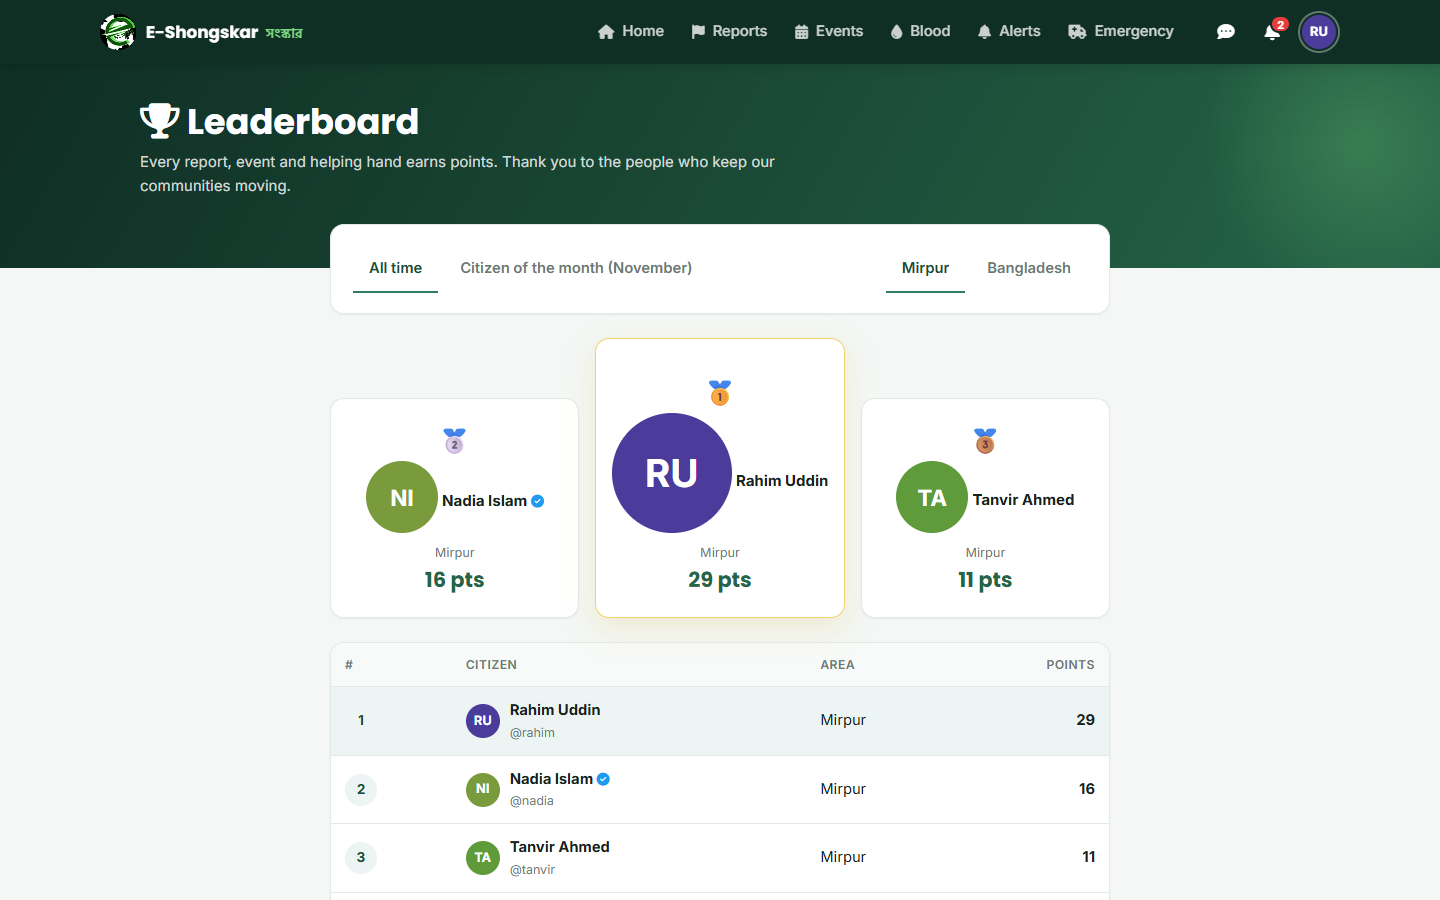 E-Shongskar সংস্কার
Home
Reports
Events
Blood
Alerts
Emergency
2
RU
Leaderboard
Every report, event and helping hand earns points. Thank you to the people who keep our
communities moving.
All time
Citizen of the month (November)
Mirpur
Bangladesh
2
NI
Nadia Islam
Mirpur
16 pts
1
RU
Rahim Uddin
Mirpur
29 pts
3
TA
Tanvir Ahmed
Mirpur
11 pts
# CITIZEN AREA POINTS
1 RU Rahim Uddin Mirpur 29
@rahim
2 NI Nadia Islam Mirpur 16
@nadia
3 TA Tanvir Ahmed Mirpur 11
@tanvir